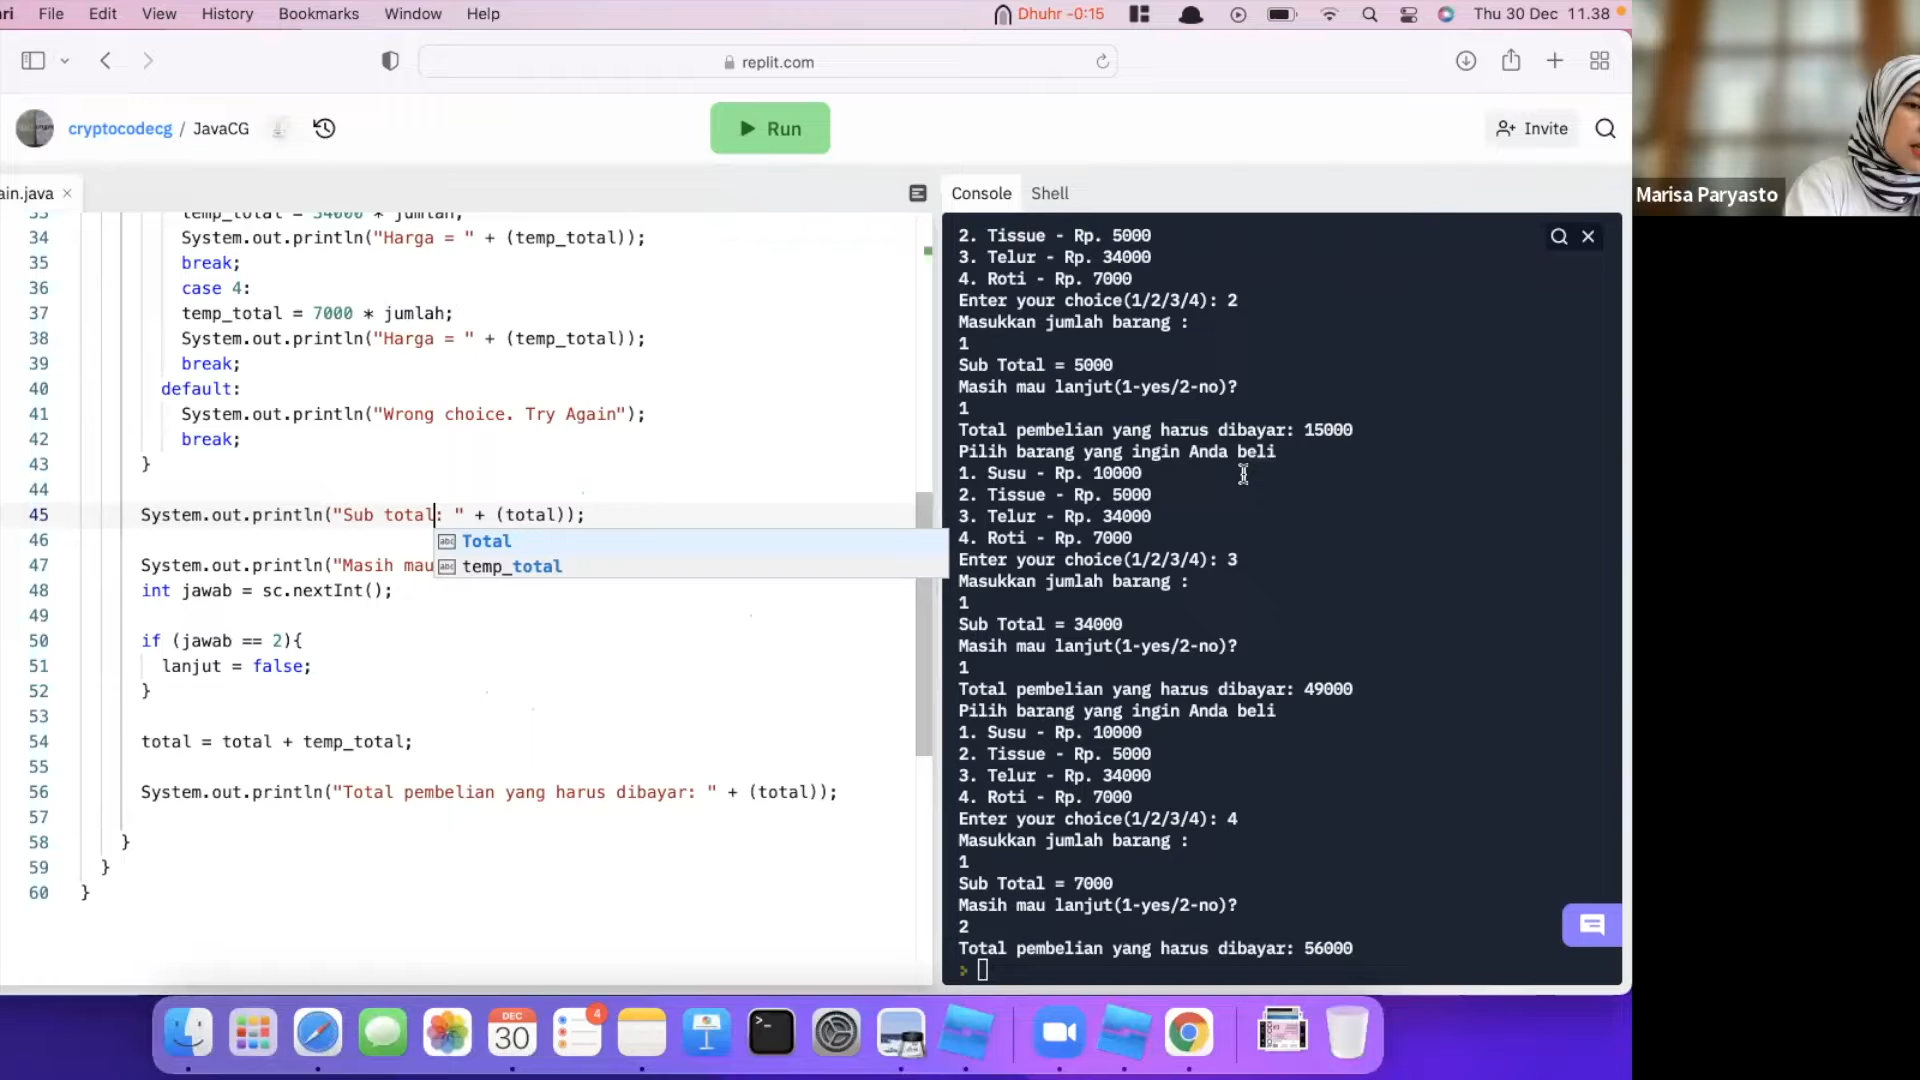 ri File Edit View History Bookmarks Window Help Dhuhr -0:15 Thu 30 Dec 11.38
replit.com
cryptocodecg / JavaCG Run Invite
ain.java × Console Shell
Marisa Paryasto
33 temp_total = 34000 * jumlah;
34 System.out.println("Harga = " + (temp_total));
35 break;
36 case 4:
37 temp_total = 7000 * jumlah;
38 System.out.println("Harga = " + (temp_total));
39 break;
40 default:
41 System.out.println("Wrong choice. Try Again");
42 break;
43 }
44
45 System.out.println("Sub total: " + (total));
Total
temp_total
46
47 System.out.println("Masih mau
48 int jawab = sc.nextInt();
49
50 if (jawab == 2){
51 lanjut = false;
52 }
53
54 total = total + temp_total;
55
56 System.out.println("Total pembelian yang harus dibayar: " + (total));
57
58 }
59 }
60 }
2. Tissue - Rp. 5000
3. Telur - Rp. 34000
4. Roti - Rp. 7000
Enter your choice(1/2/3/4): 2
Masukkan jumlah barang :
1
Sub Total = 5000
Masih mau lanjut(1-yes/2-no)?
1
Total pembelian yang harus dibayar: 15000
Pilih barang yang ingin Anda beli
1. Susu - Rp. 10000
2. Tissue - Rp. 5000
3. Telur - Rp. 34000
4. Roti - Rp. 7000
Enter your choice(1/2/3/4): 3
Masukkan jumlah barang :
1
Sub Total = 34000
Masih mau lanjut(1-yes/2-no)?
1
Total pembelian yang harus dibayar: 49000
Pilih barang yang ingin Anda beli
1. Susu - Rp. 10000
2. Tissue - Rp. 5000
3. Telur - Rp. 34000
4. Roti - Rp. 7000
Enter your choice(1/2/3/4): 4
Masukkan jumlah barang :
1
Sub Total = 7000
Masih mau lanjut(1-yes/2-no)?
2
Total pembelian yang harus dibayar: 56000
>
DEC
30
4